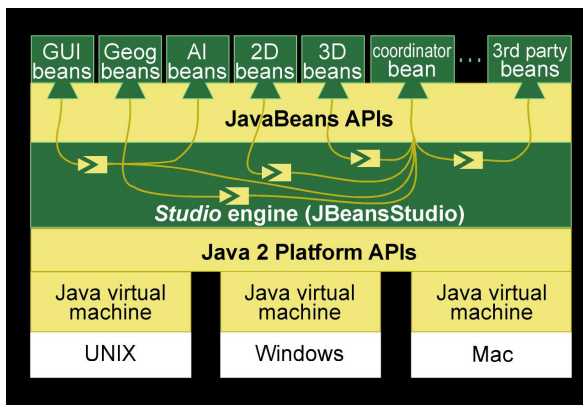 GUI beans
Geog beans
AI beans
2D beans
3D beans
coordinator bean
...
3rd party beans
JavaBeans APIs
Studio engine (JBeansStudio)
Java 2 Platform APIs
Java virtual machine
Java virtual machine
Java virtual machine
UNIX
Windows
Mac